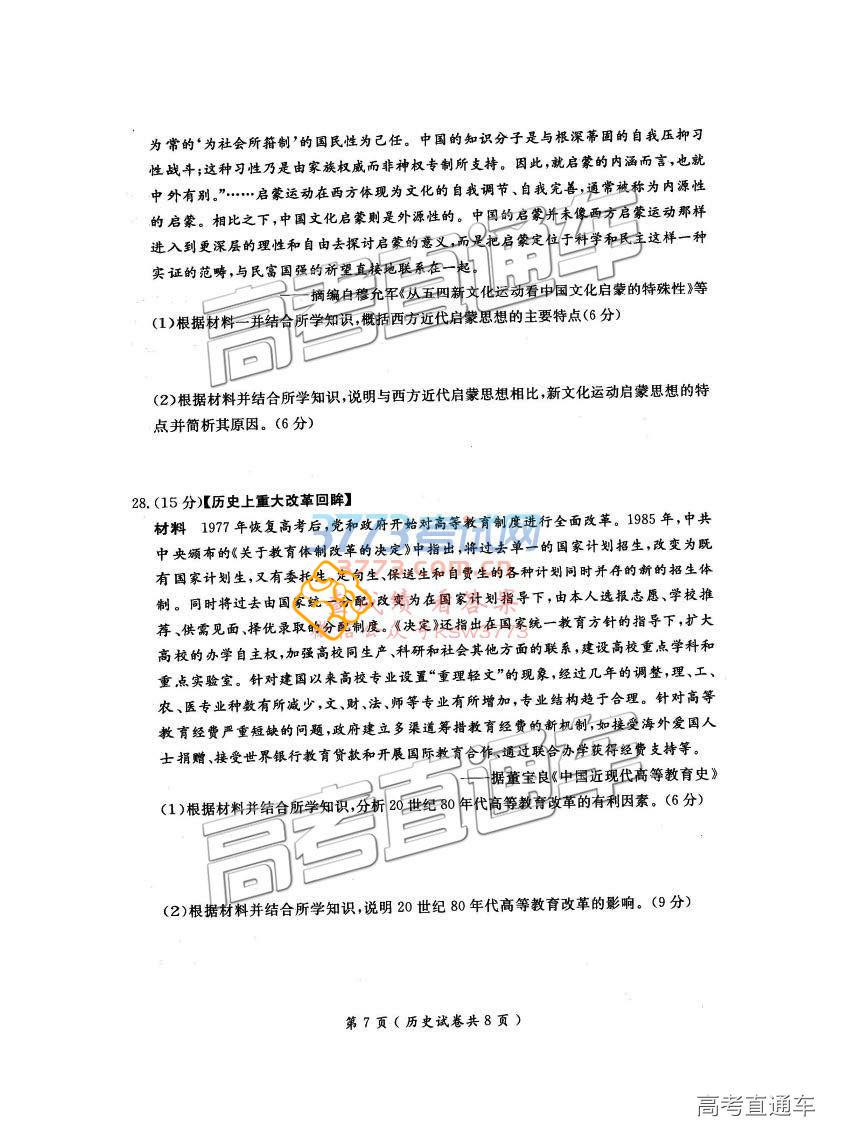 为常的‘为社会所箝制’的国民性为己任。中国的知识分子是与根深蒂固的自我压抑习
性战斗;这种习性乃是由家族权威而非神权专制所支持。因此,就启蒙的内涵而言,也就
中外有别。”……启蒙运动在西方体现为文化的自我调节、自我完善,通常被称为内源性
的启蒙。相比之下,中国文化启蒙则是外源性的。中国的启蒙并未像西方启蒙运动那样
进入到更深层的理性和自由去探讨启蒙的意义,而是把启蒙定位于科学和民主这样一种
实证的范畴,与民富国强的祈望直接地联系在一起。
——摘编自穆允军《从五四新文化运动看中国文化启蒙的特殊性》等
(1)根据材料一并结合所学知识,概括西方近代启蒙思想的主要特点(6分)
高考直通车
(2)根据材料并结合所学知识,说明与西方近代启蒙思想相比,新文化运动启蒙思想的特
点并简析其原因。(6分)
28.(15分)【历史上重大改革回眸】
材料 1977年恢复高考后,党和政府开始对高等教育制度进行全面改革。1985年,中共
中央颁布的《关于教育体制改革的决定》中指出,将过去单一的国家计划招生,改变为既
有国家计划生,又有委托生、定向生、保送生和自费生的各种计划同时并存的新的招生体
制。同时将过去由国家统一分配,改变为在国家计划指导下,由本人选报志愿、学校推
荐、供需见面、择优录取的分配制度。《决定》还指出在国家统一教育方针的指导下,扩大
高校的办学自主权,加强高校同生产、科研和社会其他方面的联系,建设高校重点学科和
重点实验室。针对建国以来高校专业设置“重理轻文”的现象,经过几年的调整,理、工、
农、医专业种数有所减少,文、财、法、师等专业有所增加,专业结构趋于合理。针对高等
教育经费严重短缺的问题,政府建立多渠道筹措教育经费的新机制,如接受海外爱国人
士捐赠、接受世界银行教育贷款和开展国际教育合作、通过联合办学获得经费支持等。
——据董宝良《中国近现代高等教育史》
3773考试网
3773.com.cn
查成绩 看答案
微信公众号KSW3773
(1)根据材料并结合所学知识,分析20世纪80年代高等教育改革的有利因素。(6分)
高考直通车
(2)根据材料并结合所学知识,说明20世纪80年代高等教育改革的影响。(9分)
第7页(历史试卷共8页)
高考直通车